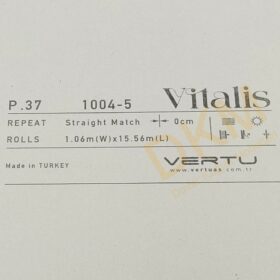 P.37 1004-5 Vitalis
REPEAT Straight Match 0cm
ROLLS 1.06m(W)x15.56m(L)
Made in TURKEY
VERTU
www.vertuas.com.tr